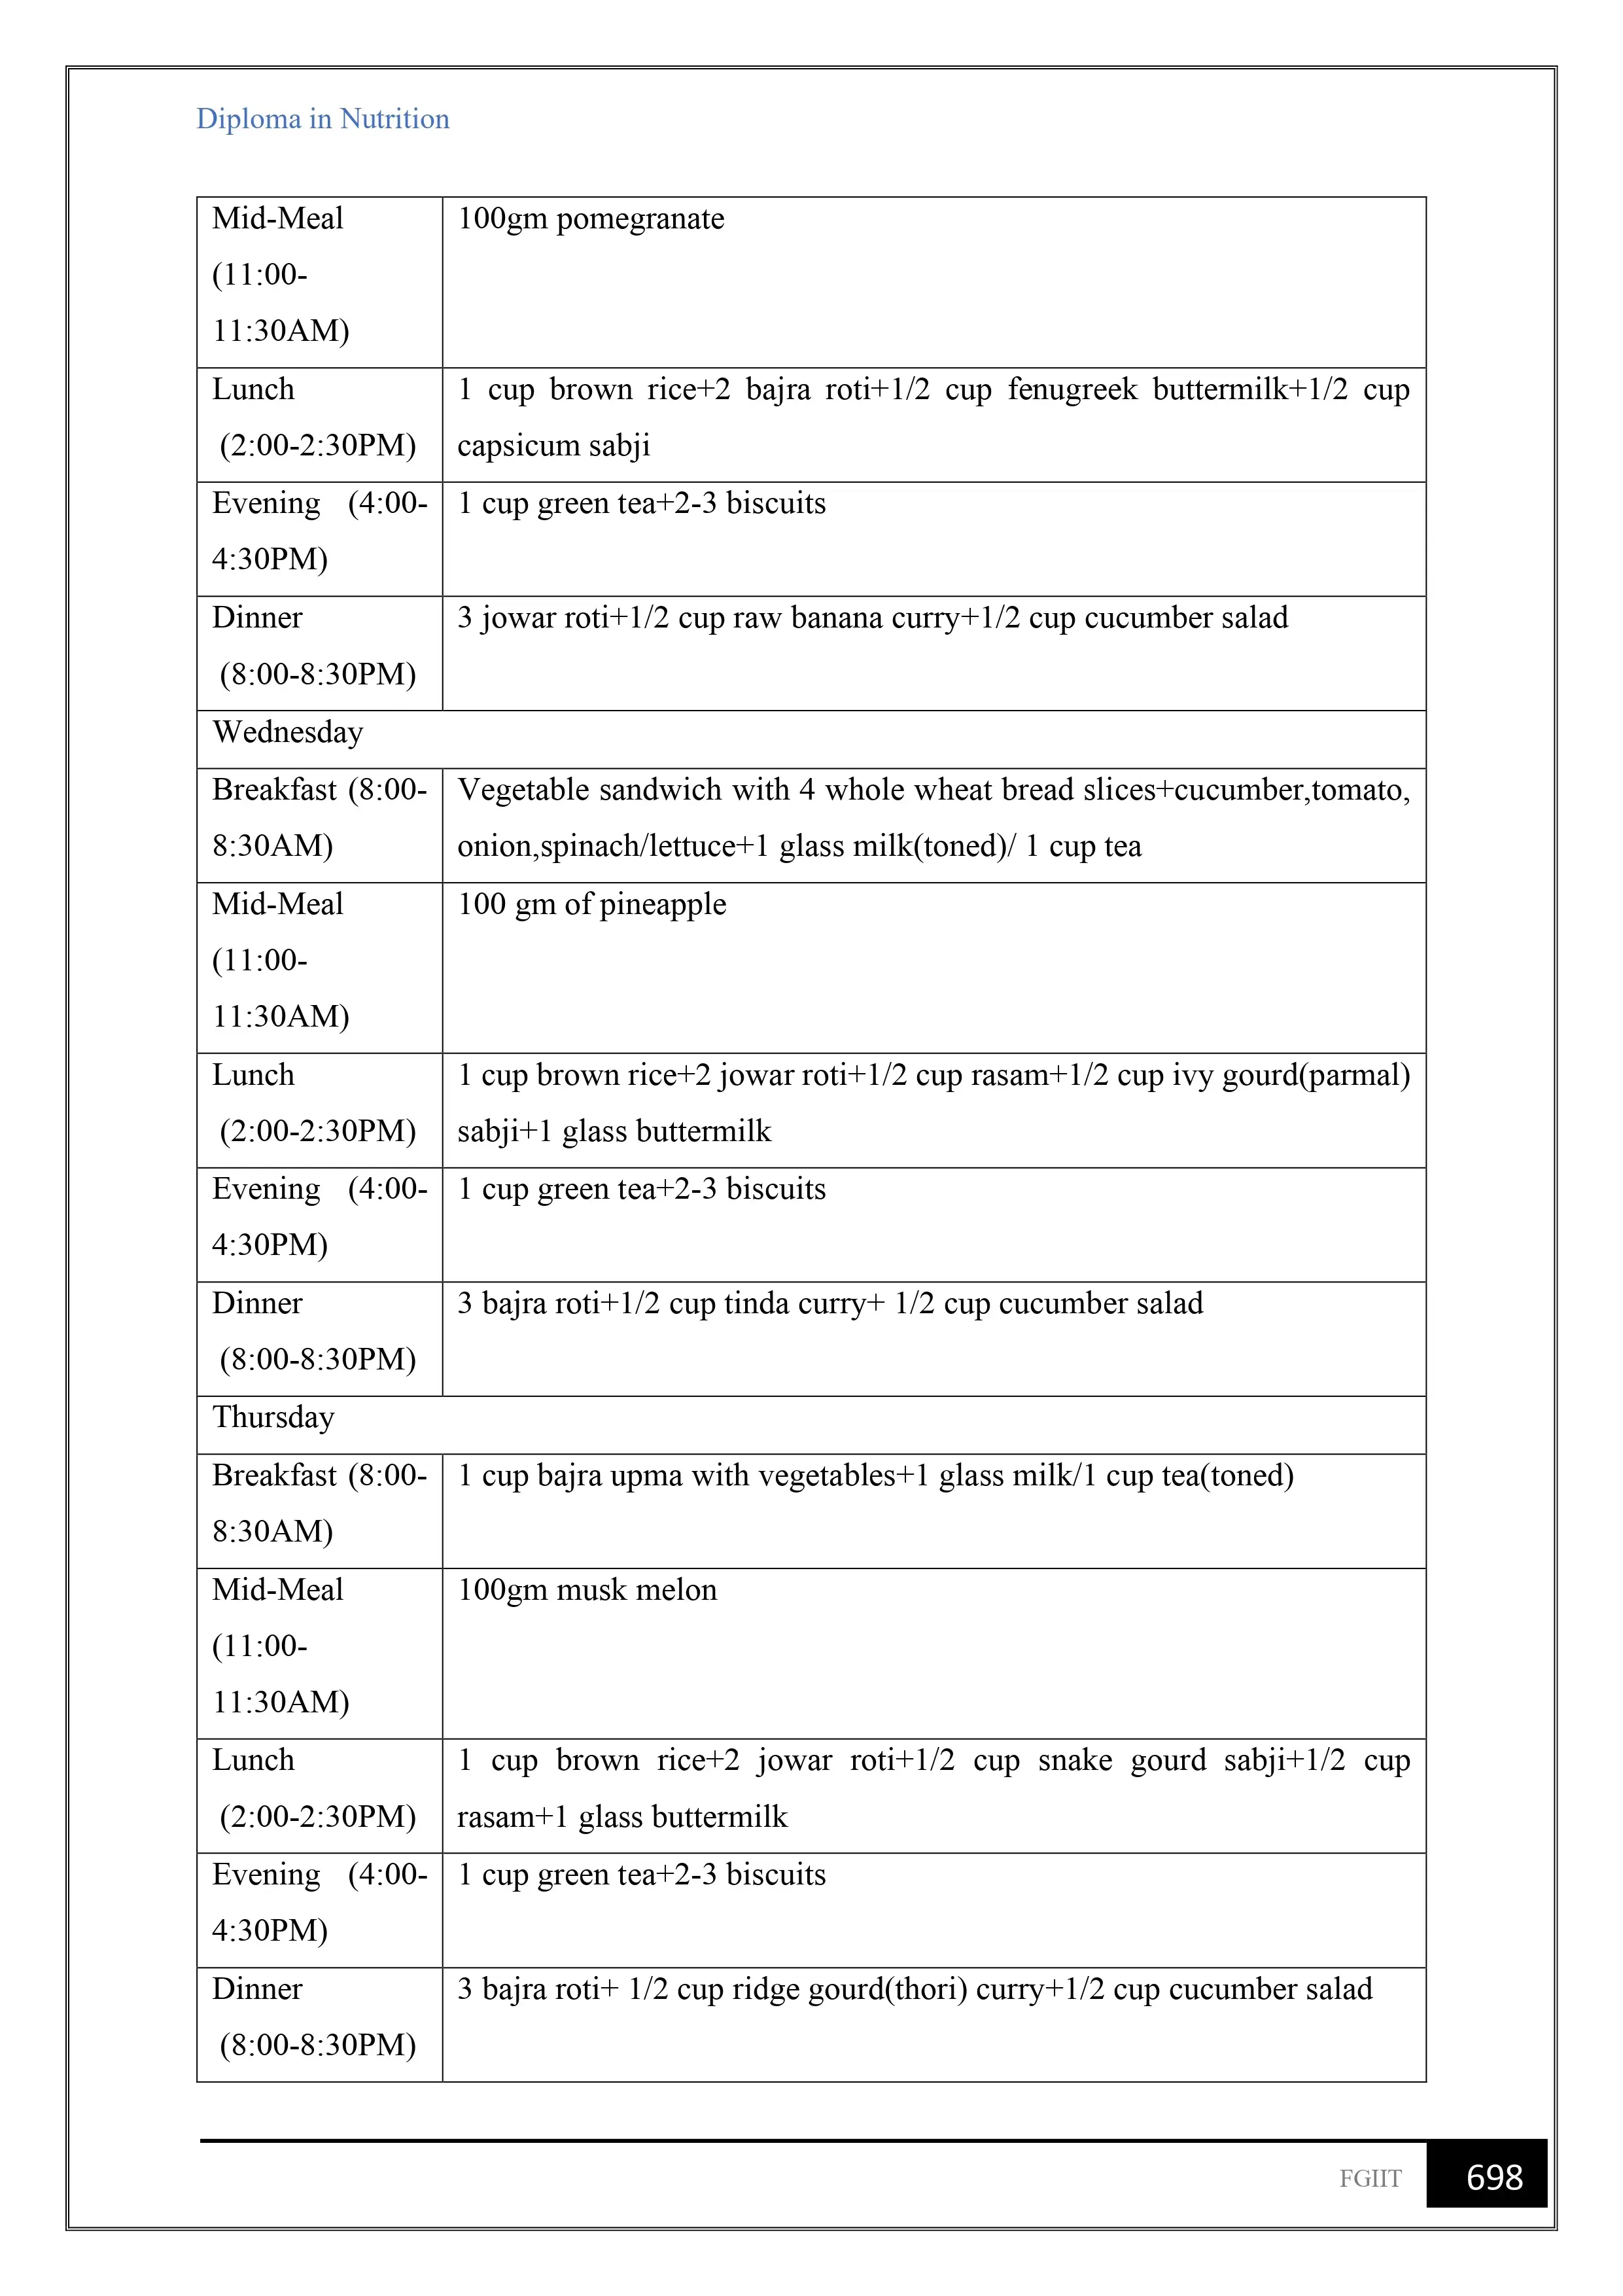 Diploma in Nutrition
Mid-Meal
(11:00-
11:30AM)
100gm pomegranate
Lunch
(2:00-2:30PM)
1 cup brown rice+2 bajra roti+1/2 cup fenugreek buttermilk+1/2 cup
capsicum sabji
Evening (4:00-
4:30PM)
1 cup green tea+2-3 biscuits
Dinner
(8:00-8:30PM)
3 jowar roti+1/2 cup raw banana curry+1/2 cup cucumber salad
Wednesday
Breakfast (8:00-
8:30AM)
Vegetable sandwich with 4 whole wheat bread slices+cucumber,tomato,
onion,spinach/lettuce+1 glass milk(toned)/ 1 cup tea
Mid-Meal
(11:00-
11:30AM)
100 gm of pineapple
Lunch
(2:00-2:30PM)
1 cup brown rice+2 jowar roti+1/2 cup rasam+1/2 cup ivy gourd(parmal)
sabji+1 glass buttermilk
Evening (4:00-
4:30PM)
1 cup green tea+2-3 biscuits
Dinner
(8:00-8:30PM)
3 bajra roti+1/2 cup tinda curry+ 1/2 cup cucumber salad
Thursday
Breakfast (8:00-
8:30AM)
1 cup bajra upma with vegetables+1 glass milk/1 cup tea(toned)
Mid-Meal
(11:00-
11:30AM)
100gm musk melon
Lunch
(2:00-2:30PM)
1 cup brown rice+2 jowar roti+1/2 cup snake gourd sabji+1/2 cup
rasam+1 glass buttermilk
Evening (4:00-
4:30PM)
1 cup green tea+2-3 biscuits
Dinner
(8:00-8:30PM)
3 bajra roti+ 1/2 cup ridge gourd(thori) curry+1/2 cup cucumber salad
FGIIT
698